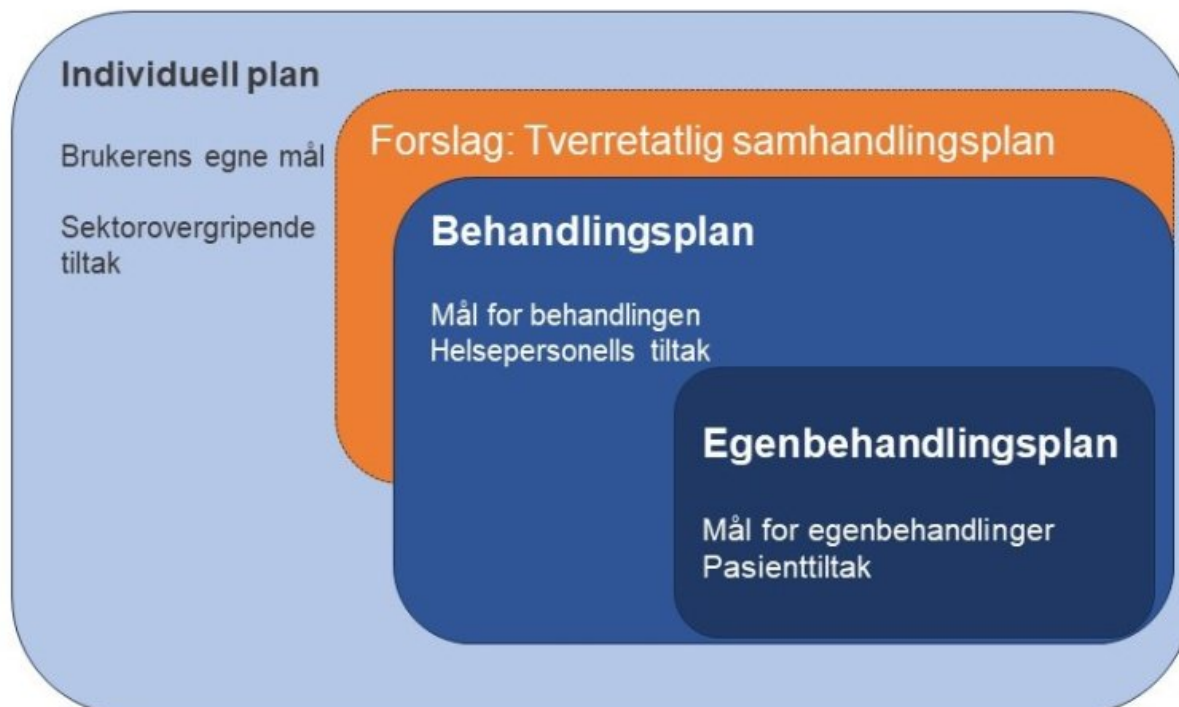 Individuell plan
Brukerens egne mål
Sektorovergripende
tiltak
Forslag: Tverretatlig samhandlingsplan
Behandlingsplan
Mål for behandlingen
Helsepersonells tiltak
Egenbehandlingsplan
Mål for egenbehandlinger
Pasienttiltak